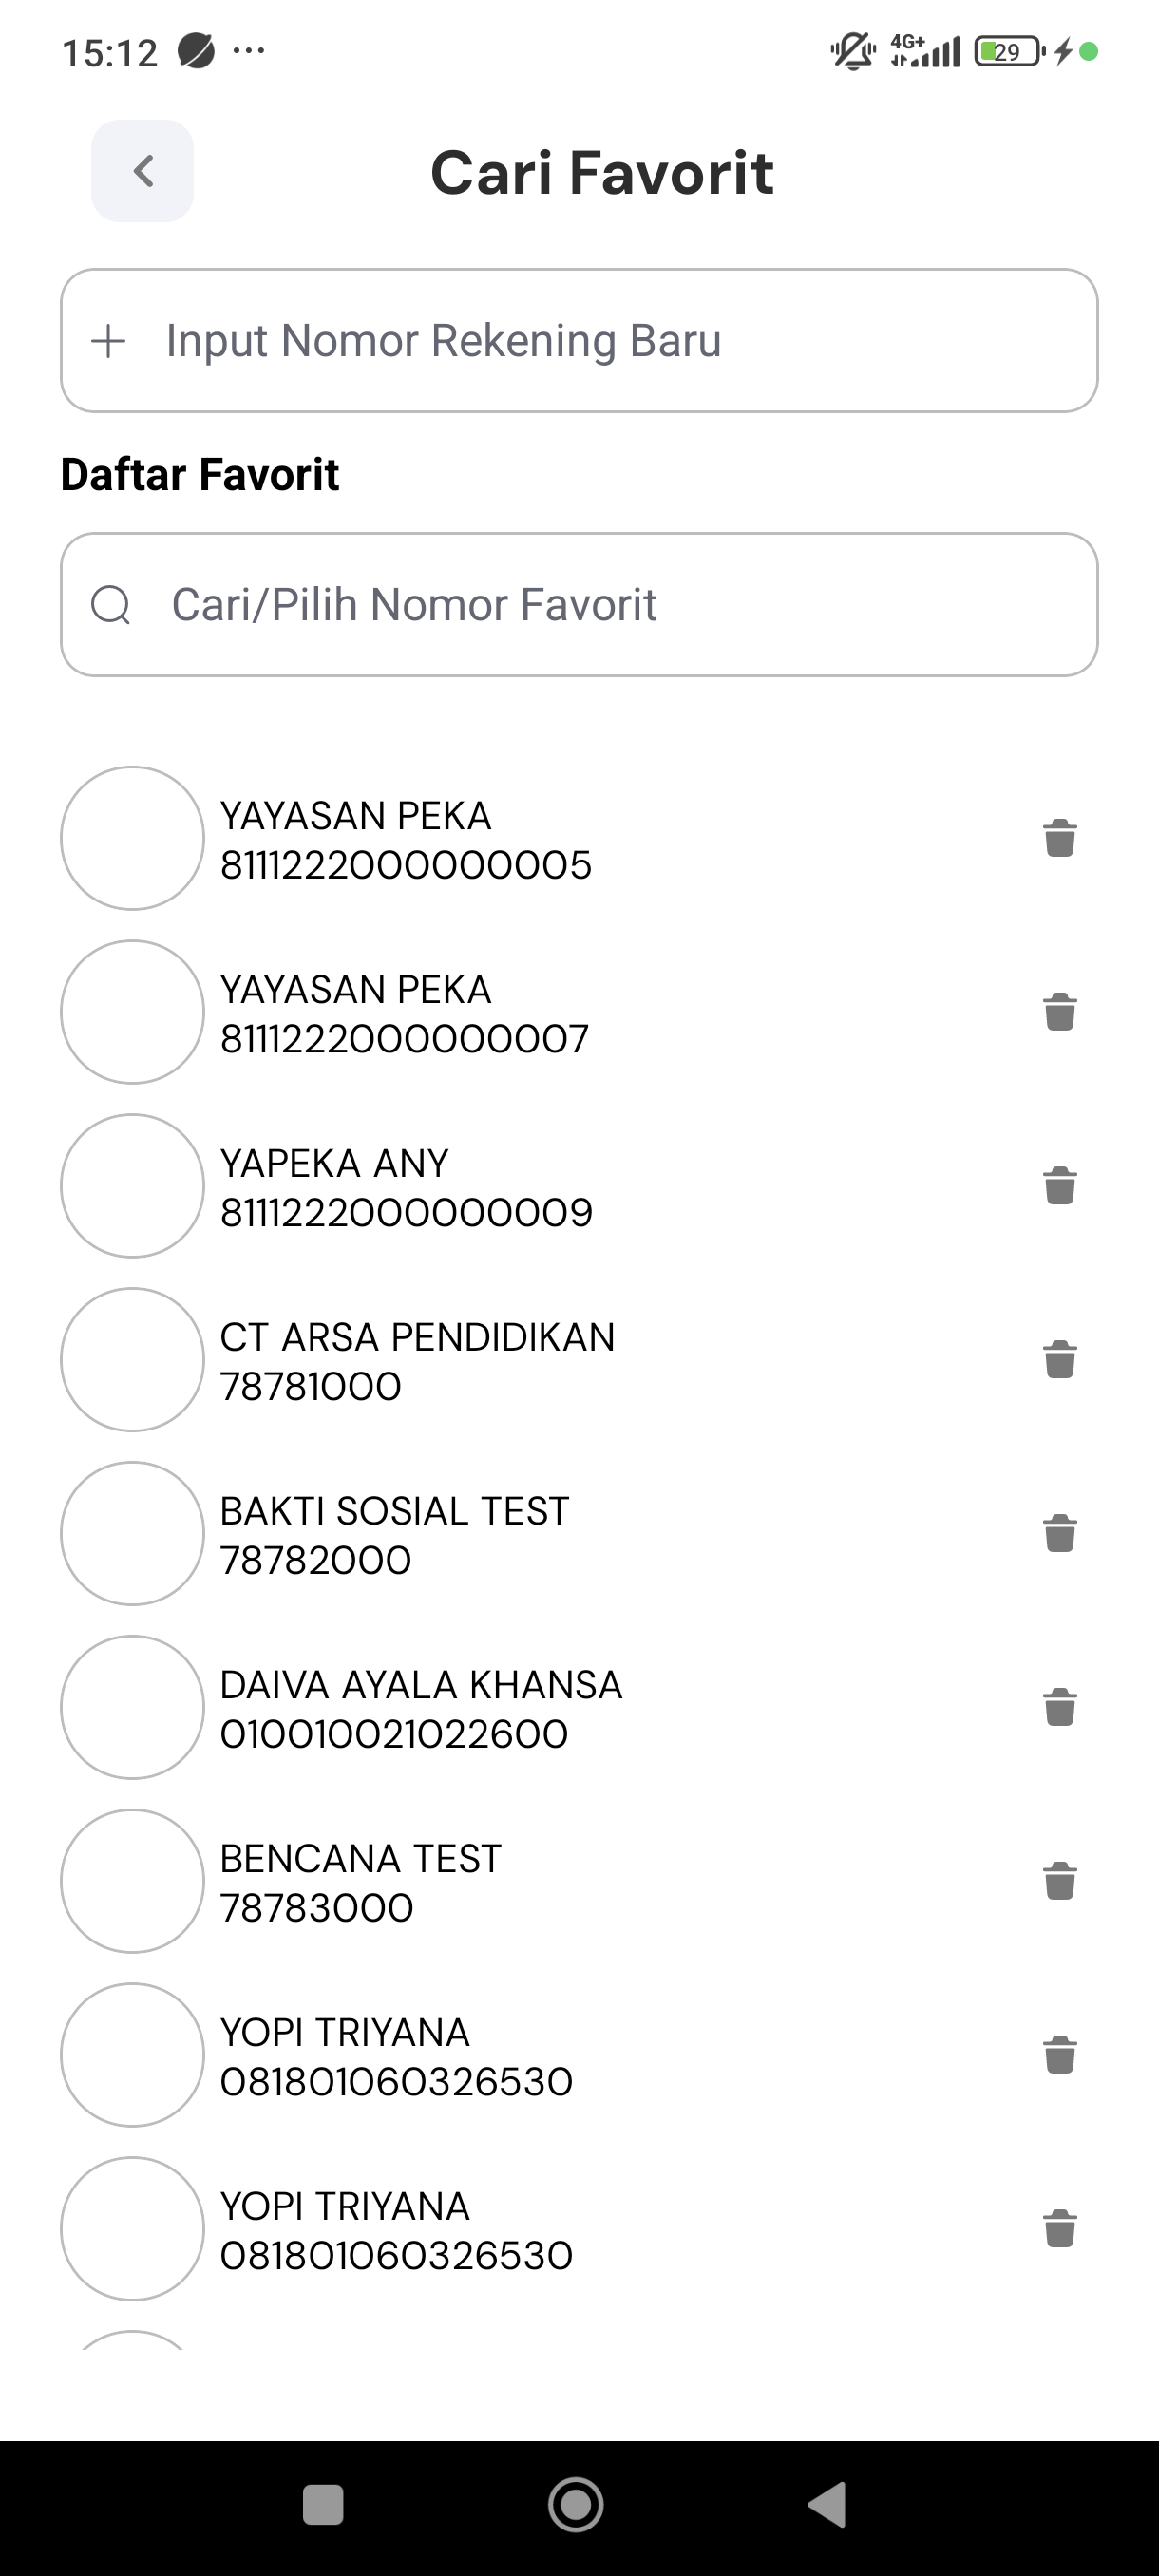 15:12
4G+
29
Cari Favorit
Input Nomor Rekening Baru
Daftar Favorit
Cari/Pilih Nomor Favorit
YAYASAN PEKA
8111222000000005
YAYASAN PEKA
8111222000000007
YAPEKA ANY
8111222000000009
CT ARSA PENDIDIKAN
78781000
BAKTI SOSIAL TEST
78782000
DAIVA AYALA KHANSA
010010021022600
BENCANA TEST
78783000
YOPI TRIYANA
081801060326530
YOPI TRIYANA
081801060326530